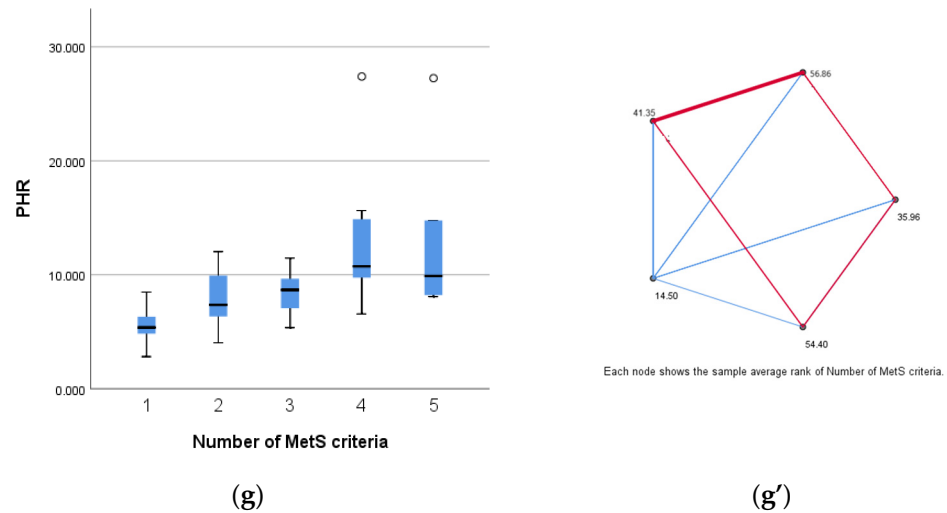 30.000
20.000
10.000
0.000
PHR
1 2 3 4 5
Number of MetS criteria
(g)
56.86
41.35
35.96
14.50
54.40
Each node shows the sample average rank of Number of MetS criteria.
(g′)